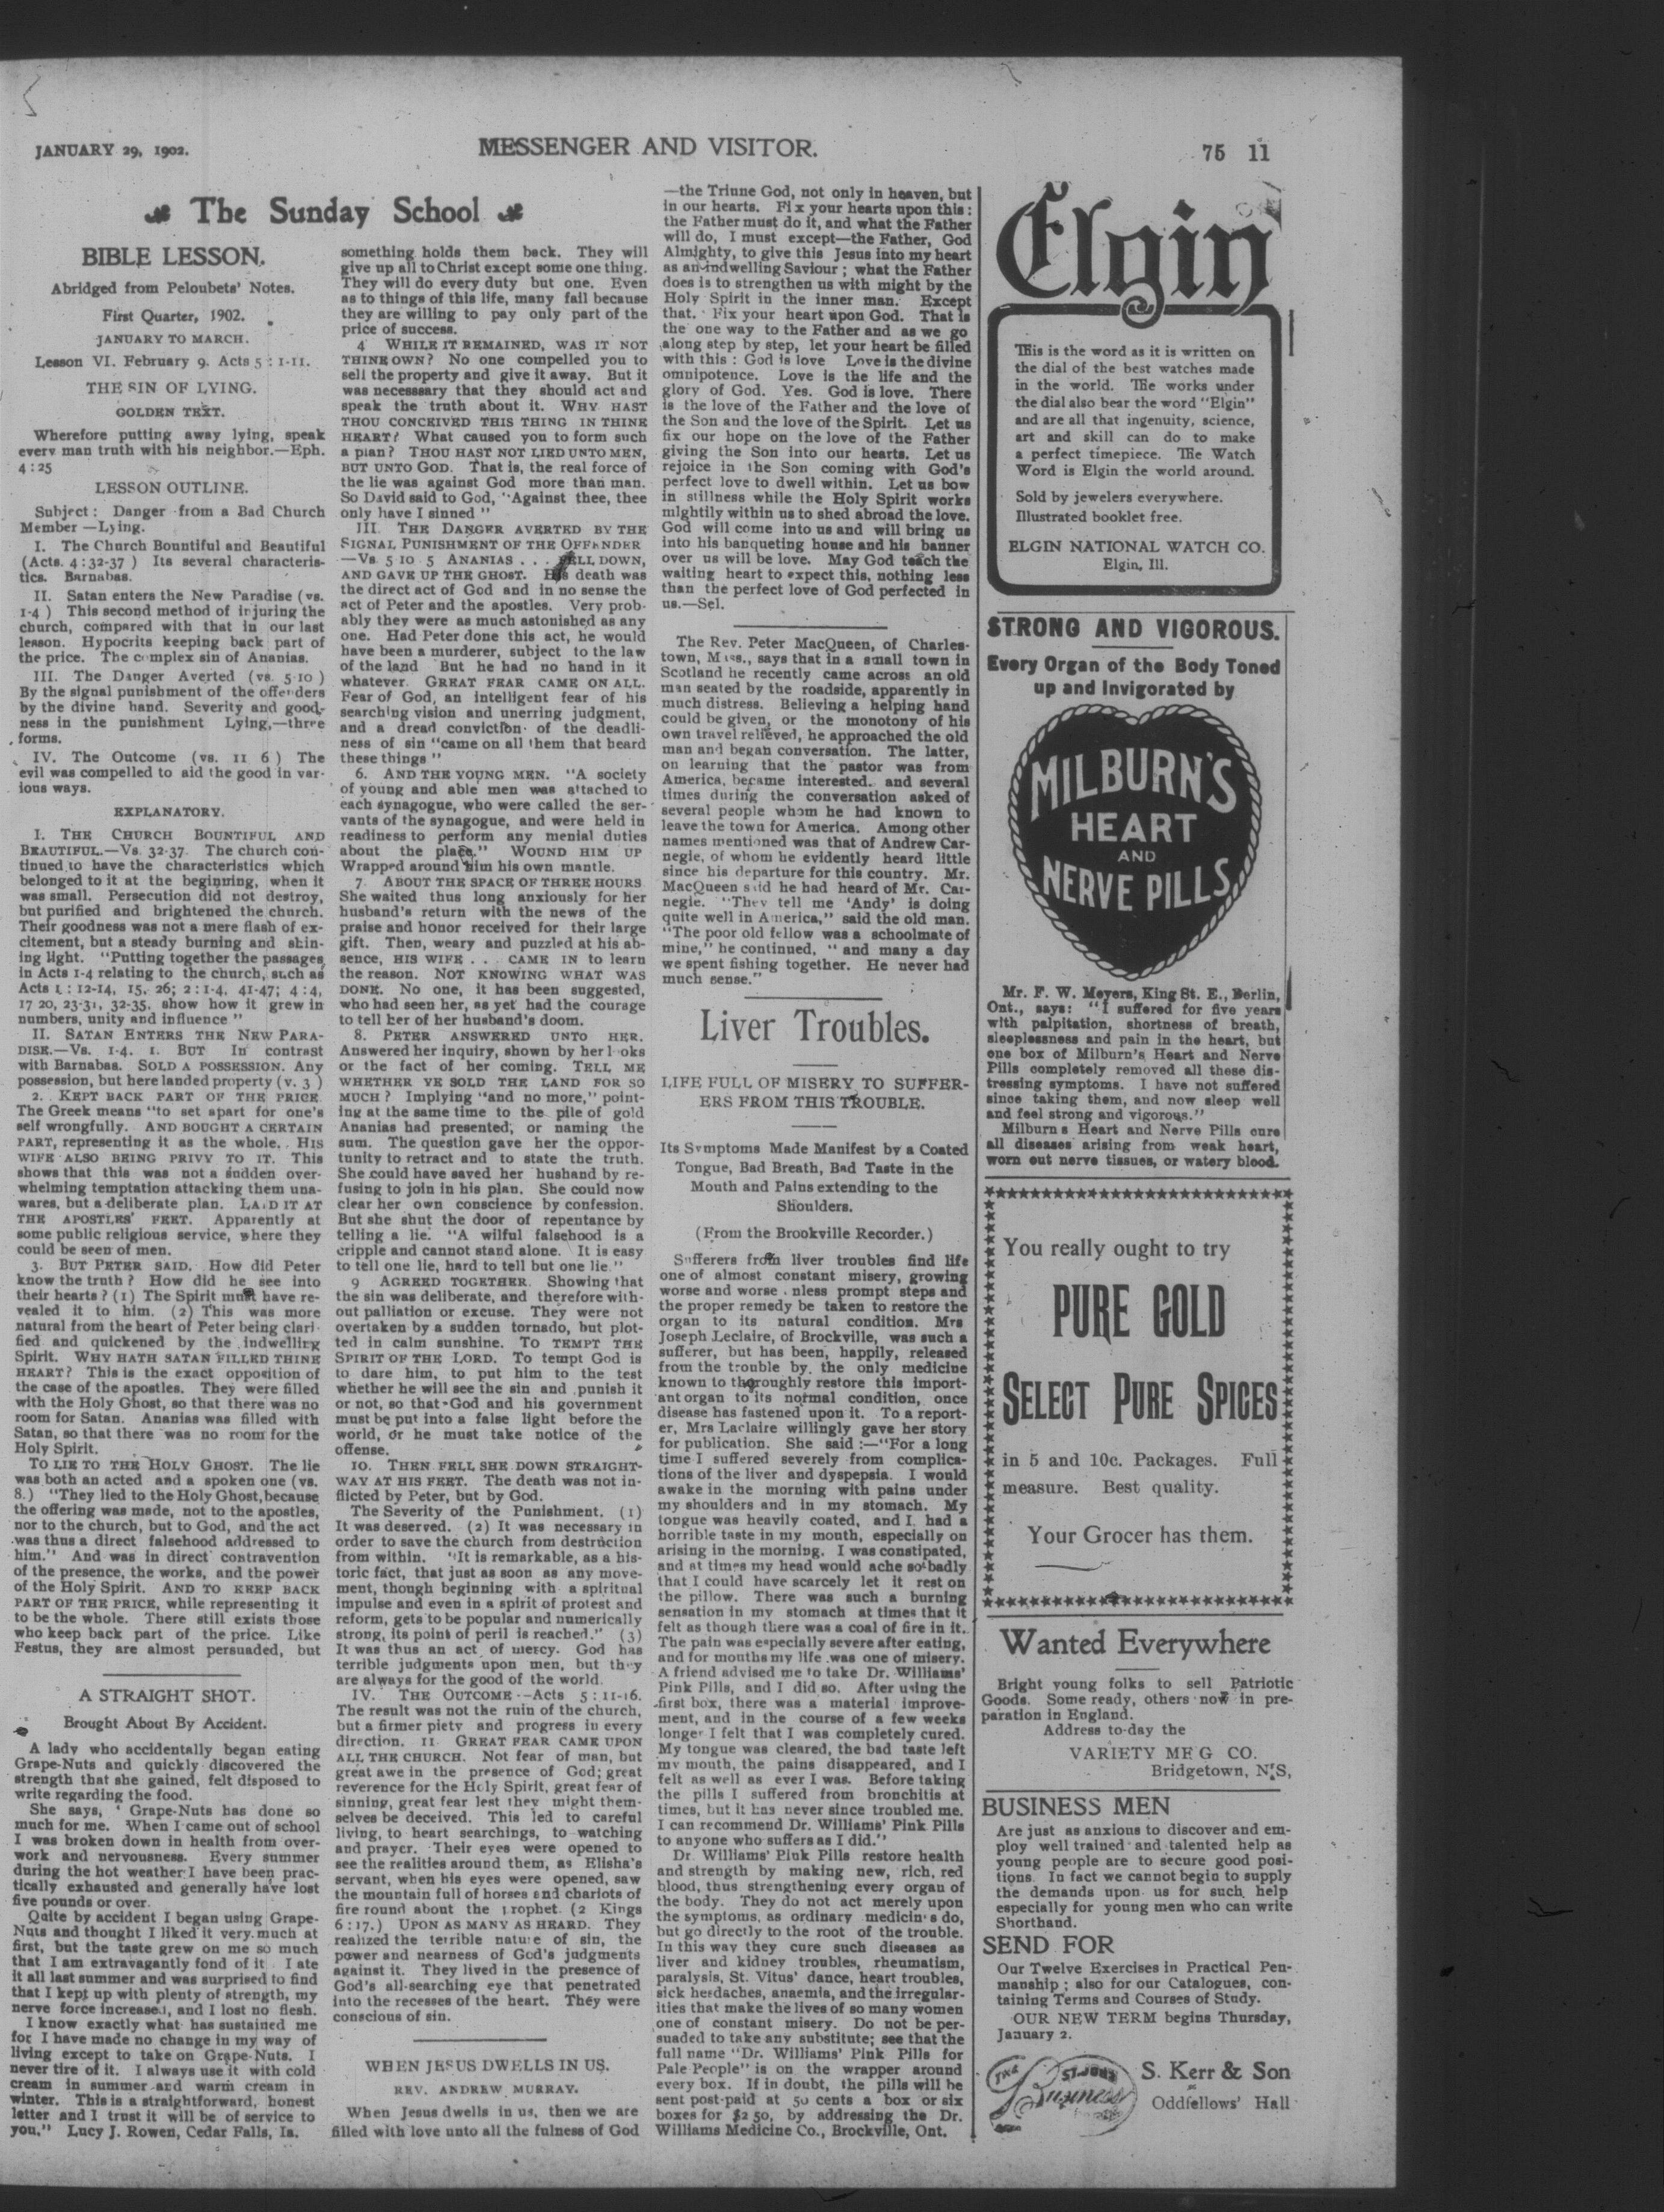 JANUARY 29, 1902.
MESSENGER AND VISITOR.
75 11
The Sunday School
BIBLE LESSON.
Abridged from Peloubets' Notes.
First Quarter, 1902.
JANUARY TO MARCH.
Lesson VI. February 9. Acts 5 : 1-11.
THE SIN OF LYING.
GOLDEN TEXT.
Wherefore putting away lying, speak
every man truth with his neighbor.—Eph.
4 : 25
LESSON OUTLINE.
Subject : Danger from a Bad Church
Member —Lying.
I. The Church Bountiful and Beautiful
(Acts. 4 : 32-37 ) Its several characteris-
tics. Barnabas.
II. Satan enters the New Paradise (vs.
1-4 ) This second method of injuring the
church, compared with that in our last
lesson. Hypocrits keeping back part of
the price. The complex sin of Ananias.
III. The Danger Averted (vs. 5-10 )
By the signal punishment of the offenders
by the divine hand. Severity and good-
ness in the punishment Lying,—three
forms.
IV. The Outcome (vs. 11 6 ) The
evil was compelled to aid the good in var-
ious ways.
EXPLANATORY.
I. THE CHURCH BOUNTIFUL AND
BEAUTIFUL.—Vs. 32-37. The church con-
tinued to have the characteristics which
belonged to it at the beginning, when it
was small. Persecution did not destroy,
but purified and brightened the church.
Their goodness was not a mere flash of ex-
citement, but a steady burning and shin-
ing light. "Putting together the passages
in Acts 1-4 relating to the church, such as
Acts 1 : 12-14, 15, 26; 2 : 1-4, 41-47; 4 : 4,
17 20, 23-31, 32-35, show how it grew in
numbers, unity and influence "
II. SATAN ENTERS THE NEW PARA-
DISE.—Vs. 1-4. 1. BUT In contrast
with Barnabas. SOLD A POSSESSION. Any
possession, but here landed property (v. 3 )
2. KEPT BACK PART OF THE PRICE
The Greek means "to set apart for one's
self wrongfully. AND BOUGHT A CERTAIN
PART, representing it as the whole. HIS
WIFE ALSO BEING PRIVY TO IT. This
shows that this was not a sudden over-
whelming temptation attacking them una-
wares, but a deliberate plan. LAID IT AT
THE APOSTLES' FEET. Apparently at
some public religious service, where they
could be seen of men.
3. BUT PETER SAID. How did Peter
know the truth ? How did he see into
their hearts ? (1) The Spirit must have re-
vealed it to him. (2) This was more
natural from the heart of Peter being clari-
fied and quickened by the indwelling
Spirit. WHY HATH SATAN FILLED THINE
HEART? This is the exact opposition of
the case of the apostles. They were filled
with the Holy Ghost, so that there was no
room for Satan. Ananias was filled with
Satan, so that there was no room for the
Holy Spirit.
TO LIE TO THE HOLY GHOST. The lie
was both an acted and a spoken one (vs.
8.) "They lied to the Holy Ghost, because
the offering was made, not to the apostles,
nor to the church, but to God, and the act
was thus a direct falsehood addressed to
him." And was in direct contravention
of the presence, the works, and the power
of the Holy Spirit. AND TO KEEP BACK
PART OF THE PRICE, while representing it
to be the whole. There still exists those
who keep back part of the price. Like
Festus, they are almost persuaded, but
A STRAIGHT SHOT.
Brought About By Accident.
A lady who accidentally began eating
Grape-Nuts and quickly discovered the
strength that she gained, felt disposed to
write regarding the food.
She says, ' Grape-Nuts has done so
much for me. When I came out of school
I was broken down in health from over-
work and nervousness. Every summer
during the hot weather I have been prac-
tically exhausted and generally have lost
five pounds or over.
Quite by accident I began using Grape-
Nuts and thought I liked it very much at
first, but the taste grew on me so much
that I am extravagantly fond of it I ate
it all last summer and was surprised to find
that I kept up with plenty of strength, my
nerve force increased, and I lost no flesh.
I know exactly what has sustained me
for I have made no change in my way of
living except to take on Grape-Nuts. I
never tire of it. I always use it with cold
cream in summer and warm cream in
winter. This is a straightforward, honest
letter and I trust it will be of service to
you." Lucy J. Rowen, Cedar Falls, Ia.
something holds them back. They will
give up all to Christ except some one thing.
They will do every duty but one. Even
as to things of this life, many fail because
they are willing to pay only part of the
price of success.
4 WHILE IT REMAINED, WAS IT NOT
THINE OWN? No one compelled you to
sell the property and give it away. But it
was necesssary that they should act and
speak the truth about it. WHY HAST
THOU CONCEIVED THIS THING IN THINE
HEART? What caused you to form such
a plan? THOU HAST NOT LIED UNTO MEN,
BUT UNTO GOD. That is, the real force of
the lie was against God more than man.
So David said to God, "Against thee, thee
only have I sinned "
III. THE DANGER AVERTED BY THE
SIGNAL PUNISHMENT OF THE OFFENDER
—Vs 5 10 5 ANANIAS . . . FELL DOWN,
AND GAVE UP THE GHOST. His death was
the direct act of God and in no sense the
act of Peter and the apostles. Very prob-
ably they were as much astonished as any
one. Had Peter done this act, he would
have been a murderer, subject to the law
of the land But he had no hand in it
whatever. GREAT FEAR CAME ON ALL.
Fear of God, an intelligent fear of his
searching vision and unerring judgment,
and a dread conviction of the deadli-
ness of sin "came on all them that heard
these things "
6. AND THE YOUNG MEN. "A society
of young and able men was attached to
each synagogue, who were called the ser-
vants of the synagogue, and were held in
readiness to perform any menial duties
about the place." WOUND HIM UP
Wrapped around him his own mantle.
7. ABOUT THE SPACE OF THREE HOURS
She waited thus long anxiously for her
husband's return with the news of the
praise and honor received for their large
gift. Then, weary and puzzled at his ab-
sence, HIS WIFE . . . CAME IN to learn
the reason. NOT KNOWING WHAT WAS
DONE. No one, it has been suggested,
who had seen her, as yet had the courage
to tell her of her husband's doom.
8. PETER ANSWERED UNTO HER.
Answered her inquiry, shown by her l oks
or the fact of her coming. TELL ME
WHETHER YE SOLD THE LAND FOR SO
MUCH ? Implying "and no more," point-
ing at the same time to the pile of gold
Ananias had presented, or naming the
sum. The question gave her the oppor-
tunity to retract and to state the truth.
She could have saved her husband by re-
fusing to join in his plan. She could now
clear her own conscience by confession.
But she shut the door of repentance by
telling a lie. "A wilful falsehood is a
cripple and cannot stand alone. It is easy
to tell one lie, hard to tell but one lie."
9 AGREED TOGETHER. Showing that
the sin was deliberate, and therefore with-
out palliation or excuse. They were not
overtaken by a sudden tornado, but plot-
ted in calm sunshine. TO TEMPT THE
SPIRIT OF THE LORD. To tempt God is
to dare him, to put him to the test
whether he will see the sin and punish it
or not, so that God and his government
must be put into a false light before the
world, or he must take notice of the
offense.
10. THEN FELL SHE DOWN STRAIGHT-
WAY AT HIS FEET. The death was not in-
flicted by Peter, but by God.
The Severity of the Punishment. (1)
It was deserved. (2) It was necessary in
order to save the church from destruction
from within. "It is remarkable, as a his-
toric fact, that just as soon as any move-
ment, though beginning with a spiritual
impulse and even in a spirit of protest and
reform, gets to be popular and numerically
strong, its point of peril is reached." (3)
It was thus an act of mercy. God has
terrible judgments upon men, but they
are always for the good of the world.
IV. THE OUTCOME.—Acts 5 : 11-16.
The result was not the ruin of the church,
but a firmer piety and progress in every
direction. 11 GREAT FEAR CAME UPON
ALL THE CHURCH. Not fear of man, but
great awe in the presence of God; great
reverence for the Holy Spirit, great fear of
sinning, great fear lest they might them-
selves be deceived. This led to careful
living, to heart searchings, to watching
and prayer. Their eyes were opened to
see the realities around them, as Elisha's
servant, when his eyes were opened, saw
the mountain full of horses and chariots of
fire round about the prophet (2 Kings
6 : 17.) UPON AS MANY AS HEARD. They
realized the terrible nature of sin, the
power and nearness of God's judgments
against it. They lived in the presence of
God's all-searching eye that penetrated
into the recesses of the heart. They were
conscious of sin.
WHEN JESUS DWELLS IN US.
REV. ANDREW MURRAY.
When Jesus dwells in us, then we are
filled with love unto all the fulness of God
—the Triune God, not only in heaven, but
in our hearts. Fix your hearts upon this :
the Father must do it, and what the Father
will do, I must except—the Father, God
Almighty, to give this Jesus into my heart
as an indwelling Saviour ; what the Father
does is to strengthen us with might by the
Holy Spirit in the inner man. Except
that. Fix your heart upon God. That is
the one way to the Father and as we go
along step by step, let your heart be filled
with this : God is love Love is the divine
omnipotence. Love is the life and the
glory of God. Yes. God is love. There
is the love of the Father and the love of
the Son and the love of the Spirit. Let us
fix our hope on the love of the Father
giving the Son into our hearts. Let us
rejoice in the Son coming with God's
perfect love to dwell within. Let us bow
in stillness while the Holy Spirit works
mightily within us to shed abroad the love.
God will come into us and will bring us
into his banqueting house and his banner
over us will be love. May God teach the
waiting heart to expect this, nothing less
than the perfect love of God perfected in
us.—Sel.
The Rev. Peter MacQueen, of Charles-
town, Mass., says that in a small town in
Scotland he recently came across an old
man seated by the roadside, apparently in
much distress. Believing a helping hand
could be given, or the monotony of his
own travel relieved, he approached the old
man and began conversation. The latter,
on learning that the pastor was from
America, became interested. and several
times during the conversation asked of
several people whom he had known to
leave the town for America. Among other
names mentioned was that of Andrew Car-
negie, of whom he evidently heard little
since his departure for this country. Mr.
MacQueen said he had heard of Mr. Car-
negie. "They tell me 'Andy' is doing
quite well in America," said the old man.
"The poor old fellow was a schoolmate of
mine," he continued, " and many a day
we spent fishing together. He never had
much sense."
Liver Troubles.
LIFE FULL OF MISERY TO SUFFER-
ERS FROM THIS TROUBLE.
Its Symptoms Made Manifest by a Coated
Tongue, Bad Breath, Bad Taste in the
Mouth and Pains extending to the
Shoulders.
(From the Brookville Recorder.)
Sufferers from liver troubles find life
one of almost constant misery, growing
worse and worse nless prompt steps and
the proper remedy be taken to restore the
organ to its natural condition. Mrs
Joseph Leclaire, of Brockville, was such a
sufferer, but has been, happily, released
from the trouble by the only medicine
known to thoroughly restore this import-
ant organ to its normal condition, once
disease has fastened upon it. To a report-
er, Mrs Laclaire willingly gave her story
for publication. She said :—"For a long
time I suffered severely from complica-
tions of the liver and dyspepsia. I would
awake in the morning with pains under
my shoulders and in my stomach. My
tongue was heavily coated, and I had a
horrible taste in my mouth, especially on
arising in the morning. I was constipated,
and at times my head would ache so badly
that I could have scarcely let it rest on
the pillow. There was such a burning
sensation in my stomach at times that it
felt as though there was a coal of fire in it.
The pain was especially severe after eating,
and for mouths my life was one of misery.
A friend advised me to take Dr. Williams'
Pink Pills, and I did so. After using the
first box, there was a material improve-
ment, and in the course of a few weeks
longer I felt that I was completely cured.
My tongue was cleared, the bad taste left
my mouth, the pains disappeared, and I
felt as well as ever I was. Before taking
the pills I suffered from bronchitis at
times, but it has never since troubled me.
I can recommend Dr. Williams' Pink Pills
to anyone who suffers as I did."
Dr. Williams' Pink Pills restore health
and strength by making new, rich, red
blood, thus strengthening every organ of
the body. They do not act merely upon
the symptoms, as ordinary medicin s do,
but go directly to the root of the trouble.
In this way they cure such diseases as
liver and kidney troubles, rheumatism,
paralysis, St. Vitus' dance, heart troubles,
sick headaches, anaemia, and the irregular-
ities that make the lives of so many women
one of constant misery. Do not be per-
suaded to take any substitute; see that the
full name "Dr. Williams' Pink Pills for
Pale People" is on the wrapper around
every box. If in doubt, the pills will be
sent post-paid at 50 cents a box or six
boxes for $2 50, by addressing the Dr.
Williams Medicine Co., Brockville, Ont.
Elgin
This is the word as it is written on
the dial of the best watches made
in the world. The works under
the dial also bear the word "Elgin"
and are all that ingenuity, science,
art and skill can do to make
a perfect timepiece. The Watch
Word is Elgin the world around.
Sold by jewelers everywhere.
Illustrated booklet free.
ELGIN NATIONAL WATCH CO.
Elgin, Ill.
STRONG AND VIGOROUS.
Every Organ of the Body Toned
up and Invigorated by
MILBURN'S
HEART
AND
NERVE PILLS
Mr. F. W. Meyers, King St. E., Berlin,
Ont., says: "I suffered for five years
with palpitation, shortness of breath,
sleeplessness and pain in the heart, but
one box of Milburn's Heart and Nerve
Pills completely removed all these dis-
tressing symptoms. I have not suffered
since taking them, and now sleep well
and feel strong and vigorous."
Milburn s Heart and Nerve Pills cure
all diseases arising from weak heart,
worn out nerve tissues, or watery blood.
You really ought to try
PURE GOLD
SELECT PURE SPICES
in 5 and 10c. Packages. Full
measure. Best quality.
Your Grocer has them.
Wanted Everywhere
Bright young folks to sell Patriotic
Goods. Some ready, others now in pre-
paration in England.
Address to-day the
VARIETY MF G CO.
Bridgetown, N.S,
BUSINESS MEN
Are just as anxious to discover and em-
ploy well trained and talented help as
young people are to secure good posi-
tions. In fact we cannot begin to supply
the demands upon us for such help
especially for young men who can write
Shorthand.
SEND FOR
Our Twelve Exercises in Practical Pen-
manship ; also for our Catalogues, con-
taining Terms and Courses of Study.
OUR NEW TERM begins Thursday,
January 2.
THE
ST. JOHN
Business
S. Kerr & Son
Oddfellows' Hall